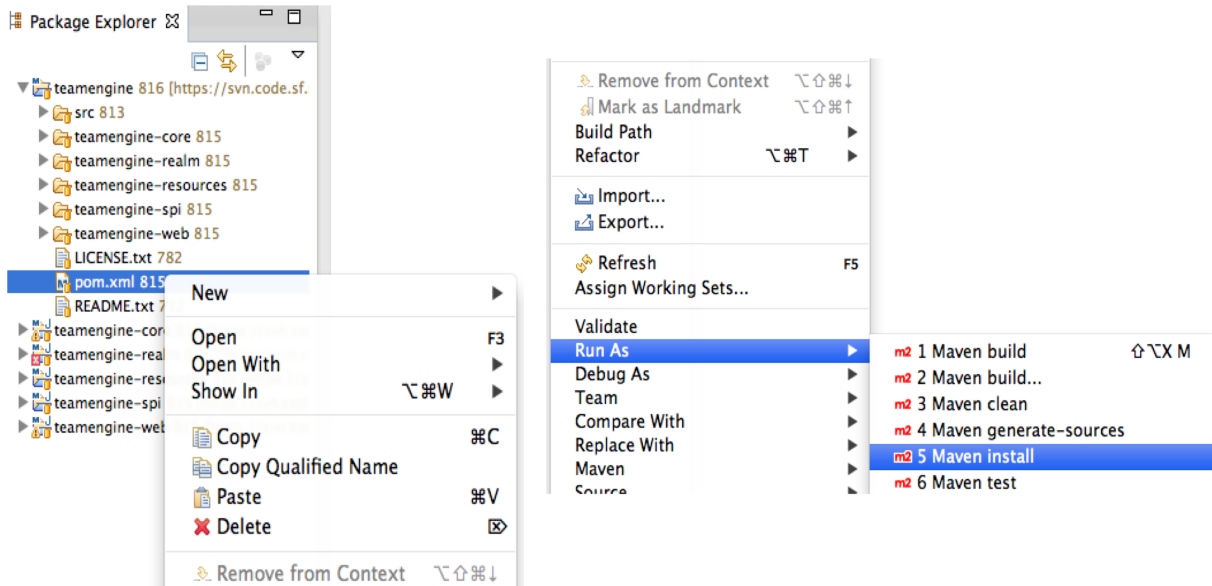 Package Explorer
teamengine 816 [https://svn.code.sf.
src 813
teamengine-core 815
teamengine-realm 815
teamengine-resources 815
teamengine-spi 815
teamengine-web 815
LICENSE.txt 782
pom.xml 815
README.txt 7
teamengine-cor
teamengine-rea
teamengine-res
teamengine-spi
teamengine-web
New
Open F3
Open With
Show In ⌥⌘W
Copy ⌘C
Copy Qualified Name
Paste ⌘V
Delete ⌦
Remove from Context ⌥⇧⌘↓
Remove from Context ⌥⇧⌘↓
Mark as Landmark ⌥⇧⌘↑
Build Path
Refactor ⌥⌘T
Import...
Export...
Refresh F5
Assign Working Sets...
Validate
Run As
Debug As
Team
Compare With
Replace With
Maven
Source
m2 1 Maven build ⇧⌥X M
m2 2 Maven build...
m2 3 Maven clean
m2 4 Maven generate-sources
m2 5 Maven install
m2 6 Maven test